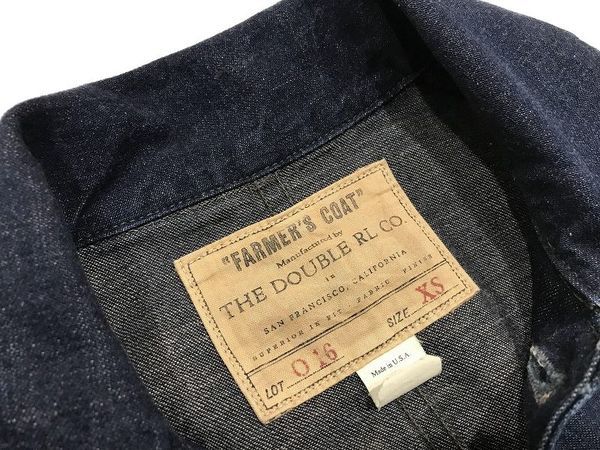 "FARMER'S COAT"
Manufactured by
THE DOUBLE RL CO.
IN
SAN FRANCISCO, CALIFORNIA
"SUPERIOR IN FIT, FABRIC, FINISH"
LOT 016 SIZE XS
Made in U.S.A.